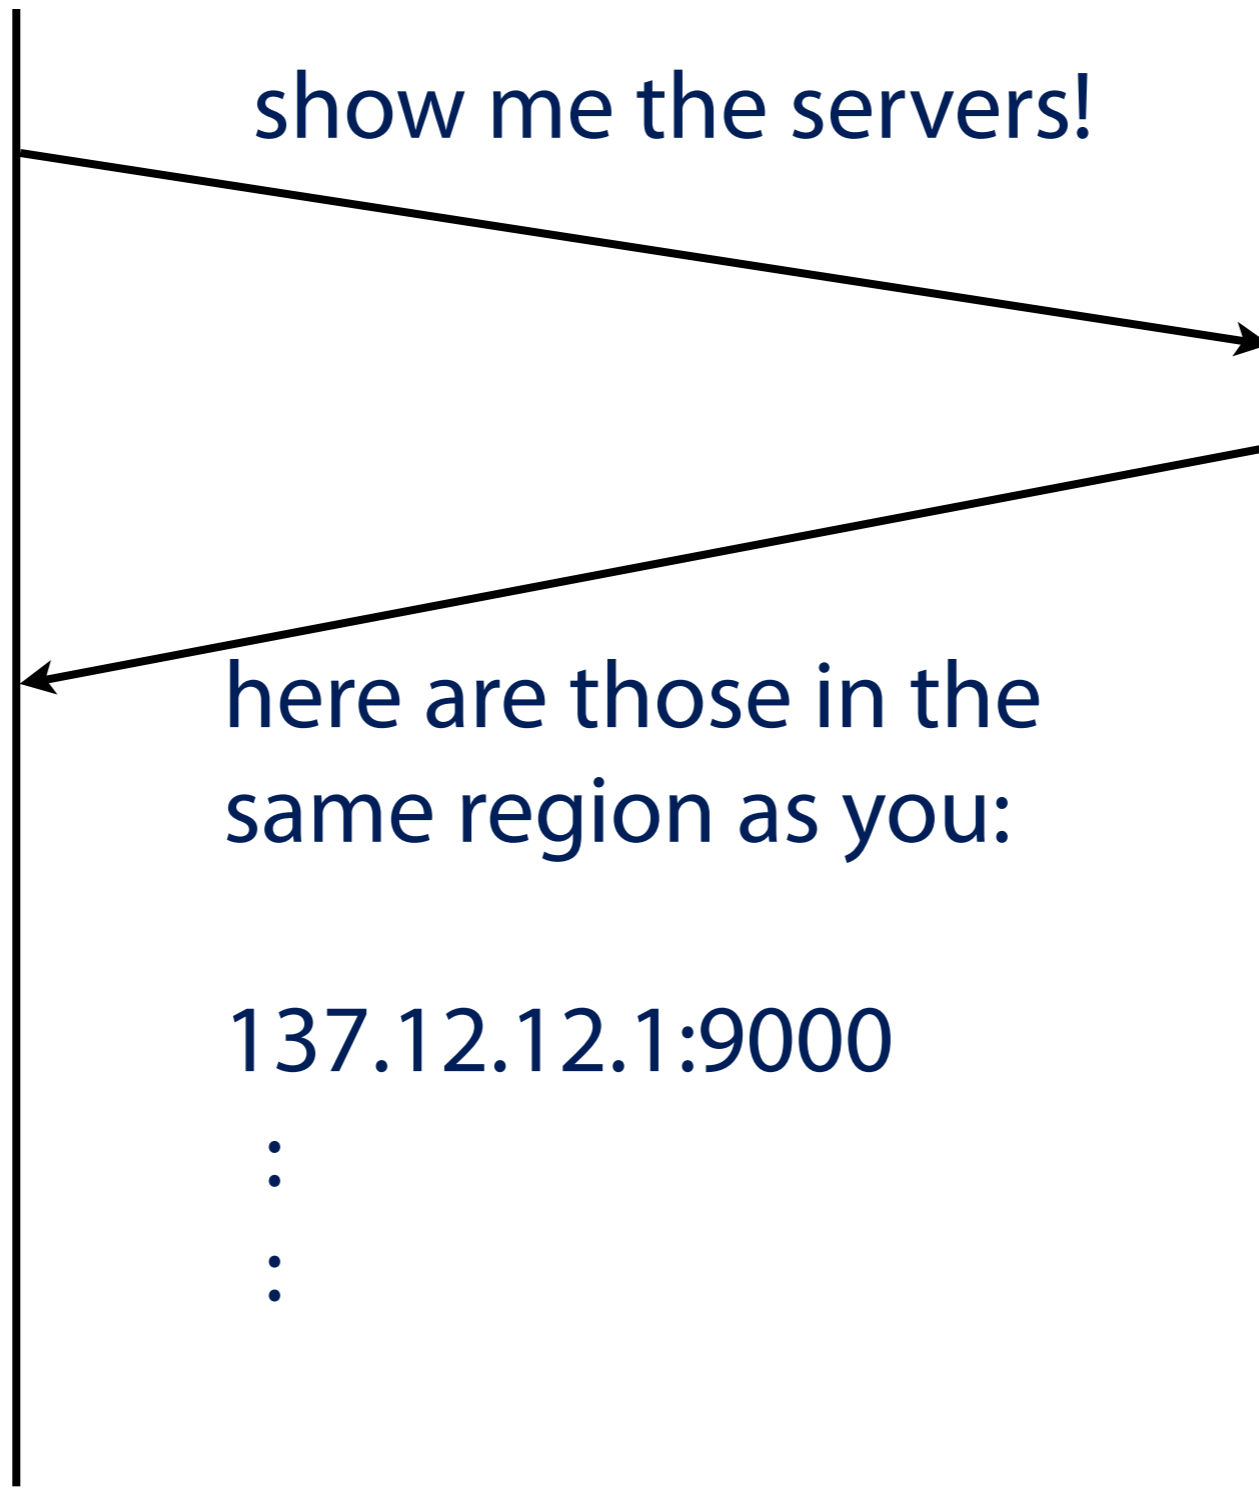 show me the servers!
here are those in the
same region as you:
137.12.12.1:9000
:
: